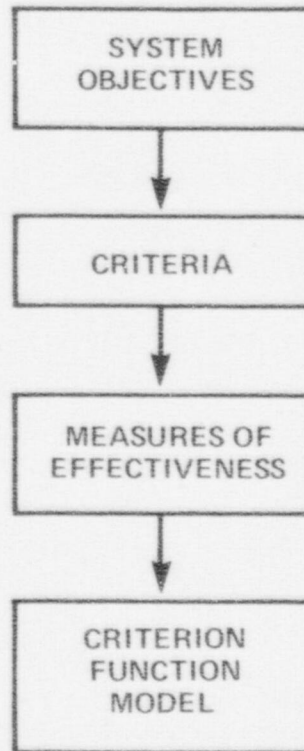 SYSTEM
OBJECTIVES
CRITERIA
MEASURES OF
EFFECTIVENESS
CRITERION
FUNCTION
MODEL